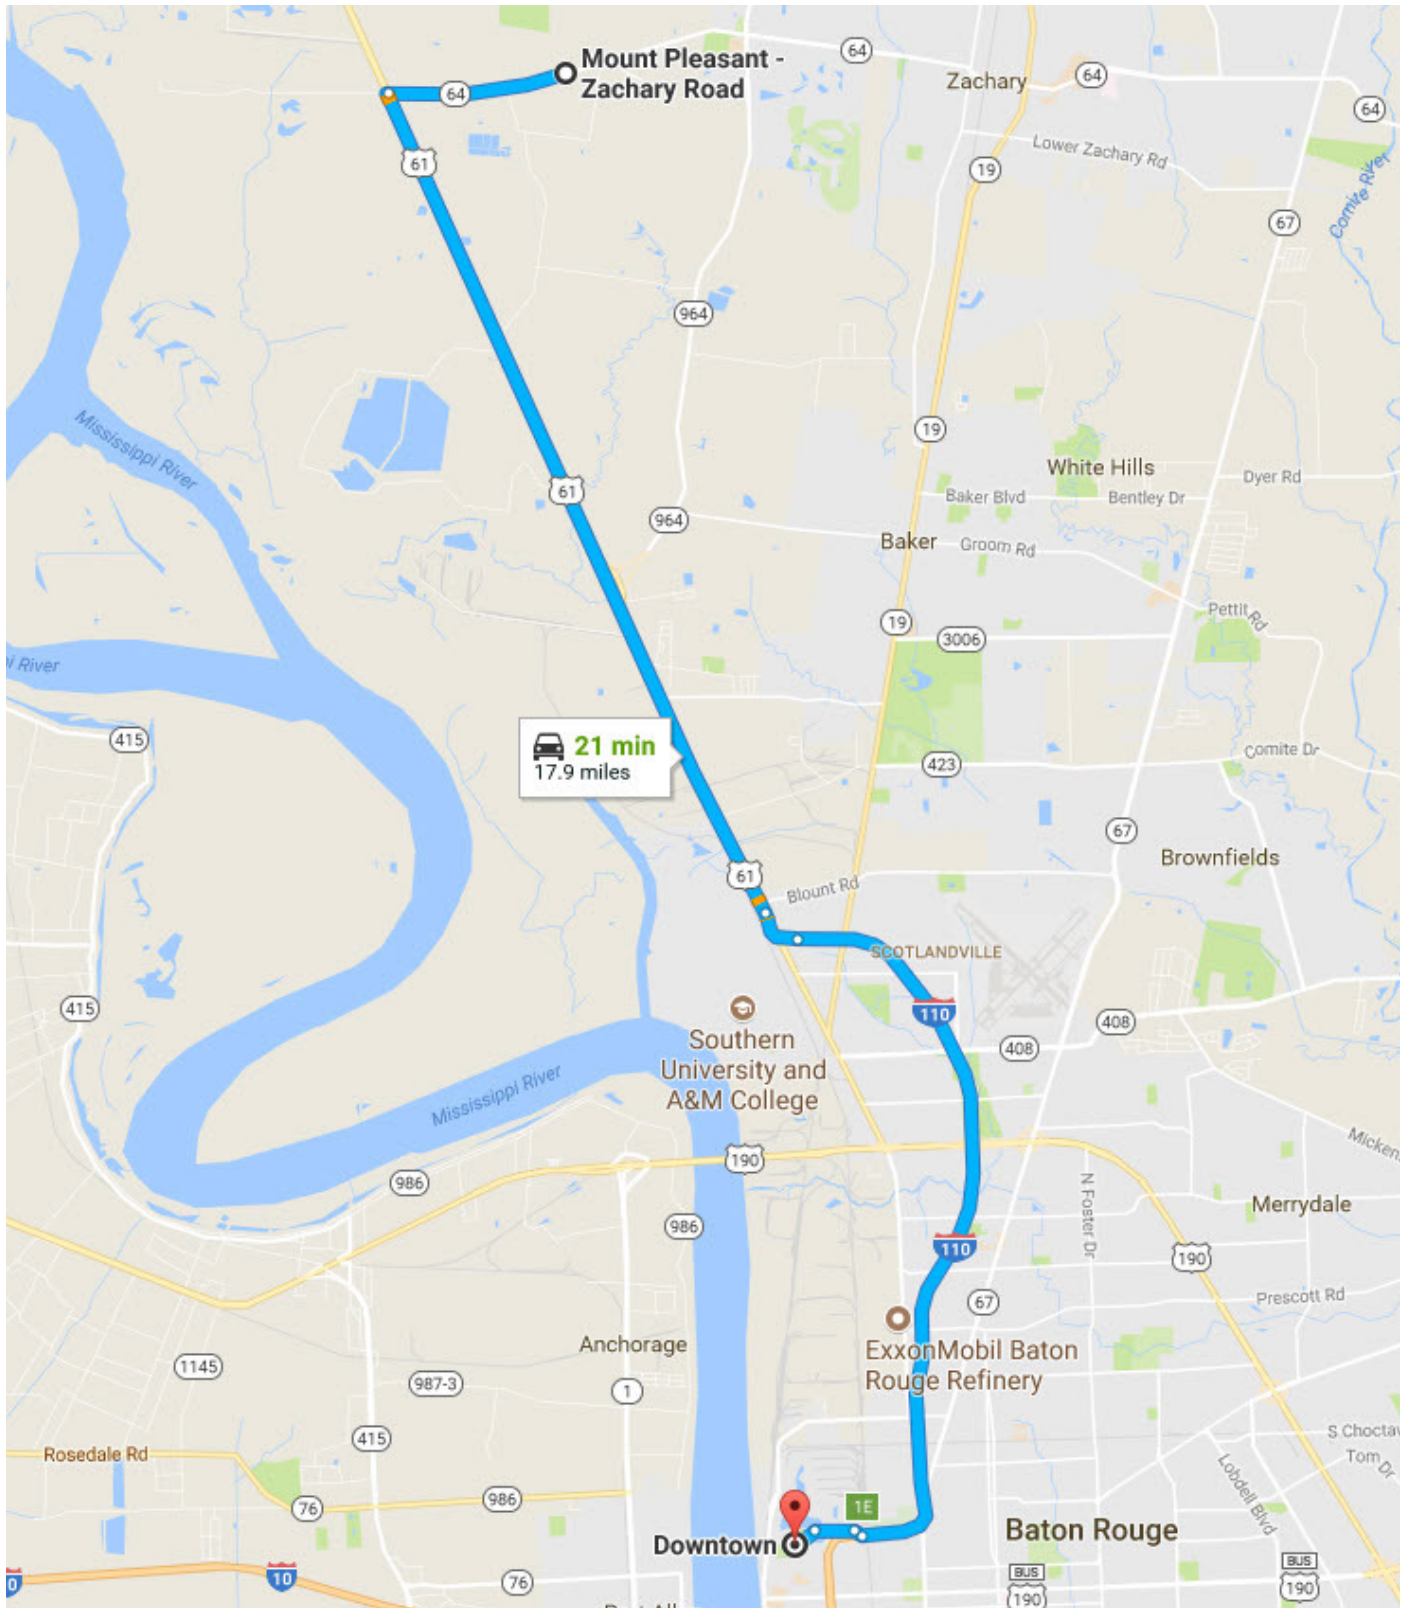 Mount Pleasant -
Zachary Road
64
64
Zachary
64
64
61
Lower Zachary Rd
19
Comite River
67
964
Mississippi River
19
White Hills
Dyer Rd
61
Baker Blvd
Bentley Dr
964
Baker
Groom Rd
Pettit Rd
19
3006
i River
415
21 min
17.9 miles
423
Comite Dr
67
Brownfields
61
Blount Rd
SCOTLANDVILLE
415
110
408
408
Southern
University and
A&M College
Mississippi River
190
986
N Foster Dr
Merrydale
986
110
190
67
Prescott Rd
Anchorage
ExxonMobil Baton
Rouge Refinery
1145
987-3
1
415
Rosedale Rd
Tom Dr
Lobdell Blvd
76
986
1E
Baton Rouge
Downtown
0
10
76
BUS
190
BUS
190